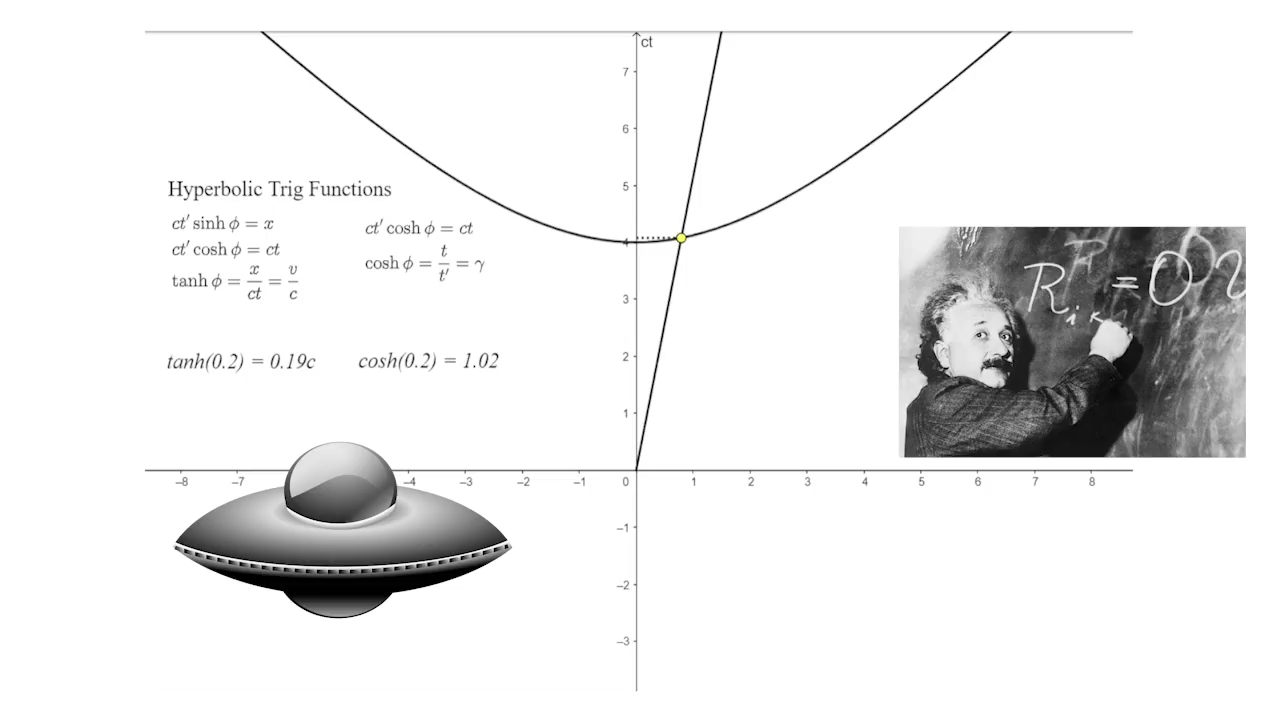 ct
7
6
5
4
3
2
1
Hyperbolic Trig Functions
ct′ sinh ϕ = x
ct′ cosh ϕ = ct
tanh ϕ = x/ct = v/c
ct′ cosh ϕ = ct
cosh ϕ = t/t′ = γ
tanh(0.2) = 0.19c cosh(0.2) = 1.02
R i κ = 0
–8 –7 –4 –3 –2 –1 0 1 2 3 4 5 6 7 8
–1
–2
–3